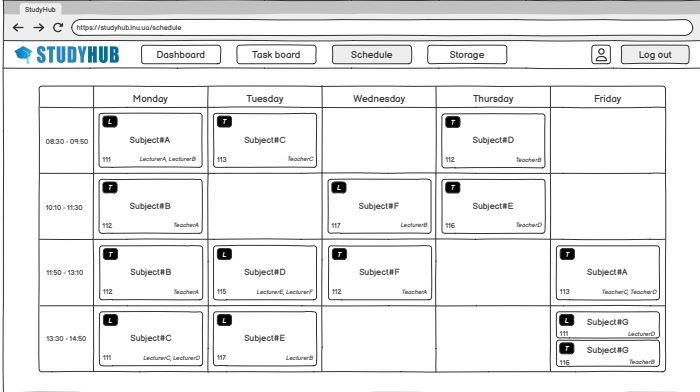 StudyHub
https://studyhub.lnu.uo/schedule
STUDYHUB Dashboard Task board Schedule Storage Log out
Monday Tuesday Wednesday Thursday Friday
08:30 - 09:50
L
Subject#A
111 LecturerA, LecturerB
T
Subject#C
113 TeacherC
T
Subject#D
112 TeacherB
10:10 - 11:30
T
Subject#B
112 TeacherA
L
Subject#F
117 LecturerB
T
Subject#E
116 TeacherD
11:50 - 13:10
T
Subject#B
112 TeacherA
L
Subject#D
115 LecturerE, LecturerF
T
Subject#F
112 TeacherA
T
Subject#A
113 TeacherC, TeacherD
13:30 - 14:50
L
Subject#C
111 LecturerC, LecturerD
L
Subject#E
117 LecturerB
L Subject#G
111 LecturerD
T Subject#G
116 TeacherB